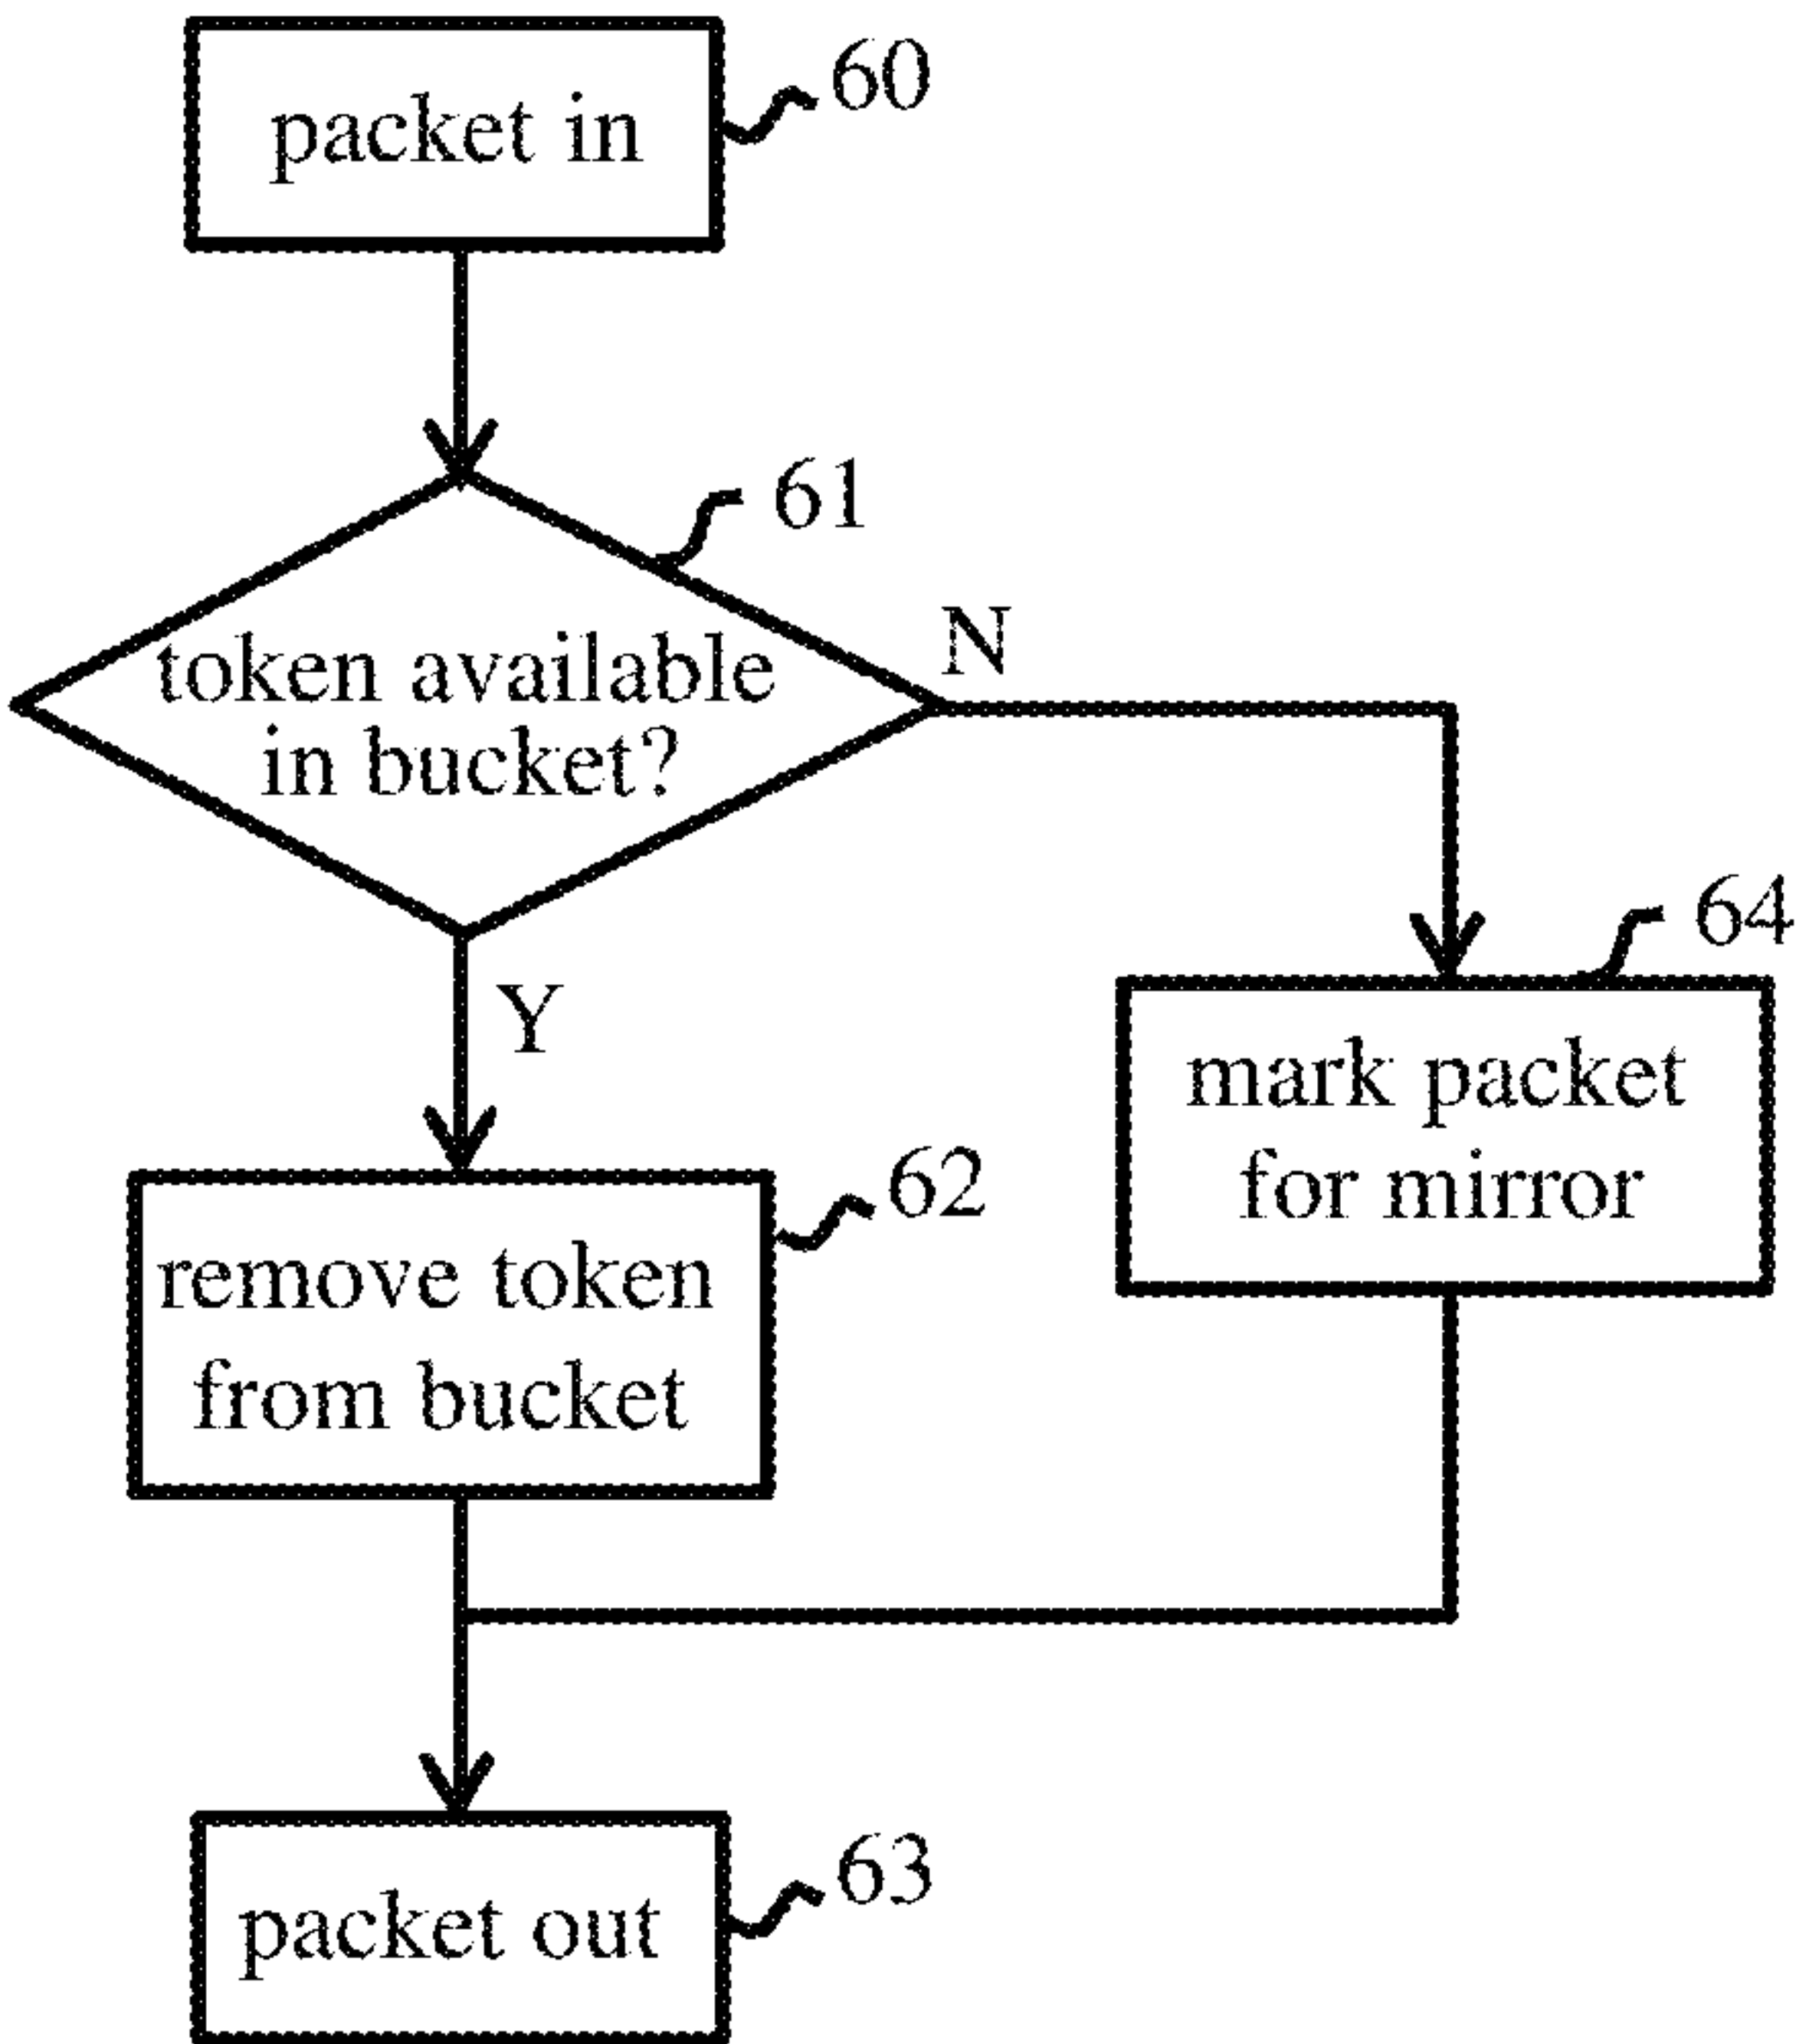 packet in
60
61
token available
in bucket?
N
Y
64
mark packet
for mirror
62
remove token
from bucket
63
packet out